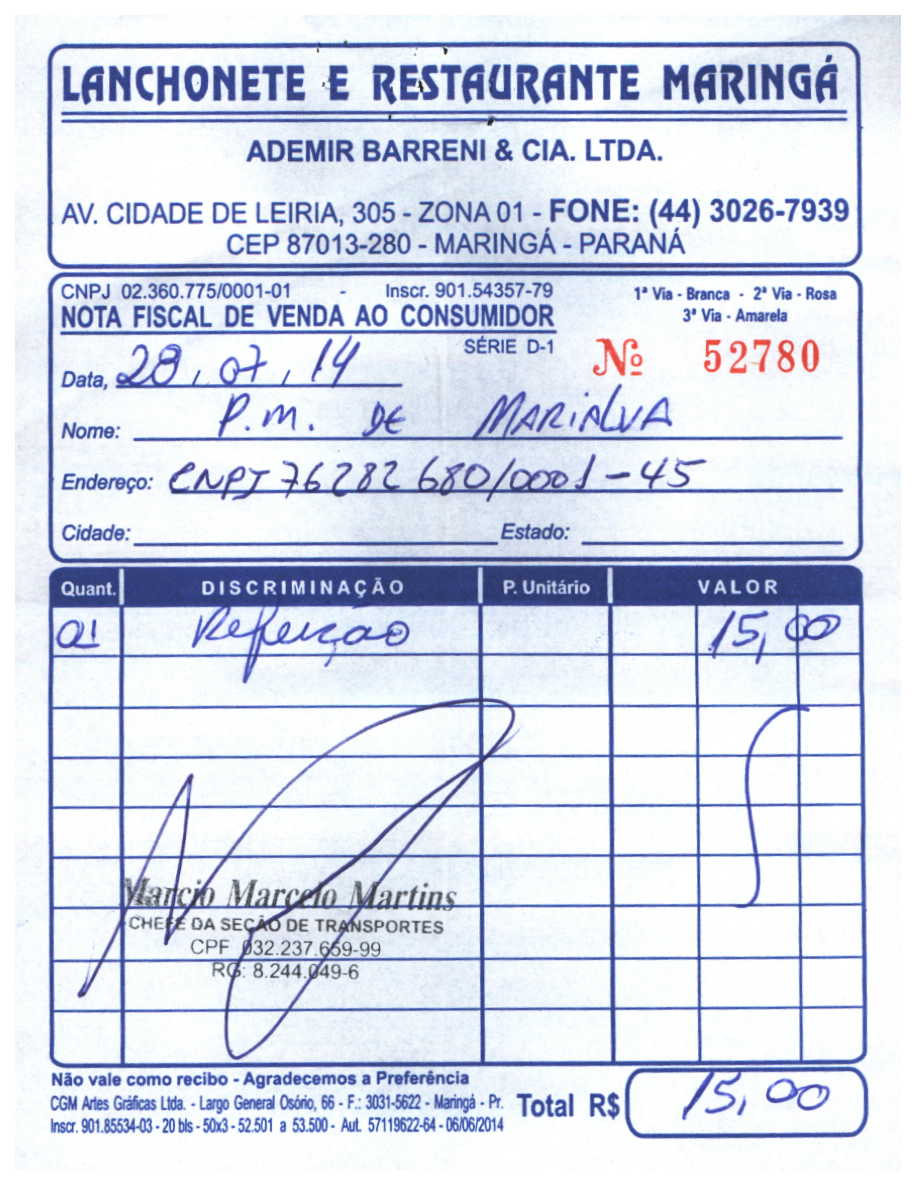 LANCHONETE E RESTAURANTE MARINGÁ
ADEMIR BARRENI & CIA. LTDA.
AV. CIDADE DE LEIRIA, 305 - ZONA 01 - FONE: (44) 3026-7939
CEP 87013-280 - MARINGÁ - PARANÁ
CNPJ 02.360.775/0001-01 - Inscr. 901.54357-79
1ª Via - Branca - 2ª Via - Rosa
3ª Via - Amarela
NOTA FISCAL DE VENDA AO CONSUMIDOR
SÉRIE D-1
Nº 52780
Data, 28, 07, 14
Nome: P.M. DE MARIALVA
Endereço: CNPJ 76282680/0001-45
Cidade: Estado:
Quant. DISCRIMINAÇÃO P. Unitário VALOR
01 Refeição 15,00
Marcio Marcelo Martins
CHEFE DA SEÇÃO DE TRANSPORTES
CPF 032.237.659-99
RG: 8.244.049-6
Não vale como recibo - Agradecemos a Preferência
CGM Artes Gráficas Ltda. - Largo General Osório, 66 - F.: 3031-5622 - Maringá - Pr.
Inscr. 901.85534-03 - 20 bls - 50x3 - 52.501 a 53.500 - Aut. 57119622-64 - 06/06/2014
Total R$ 15,00